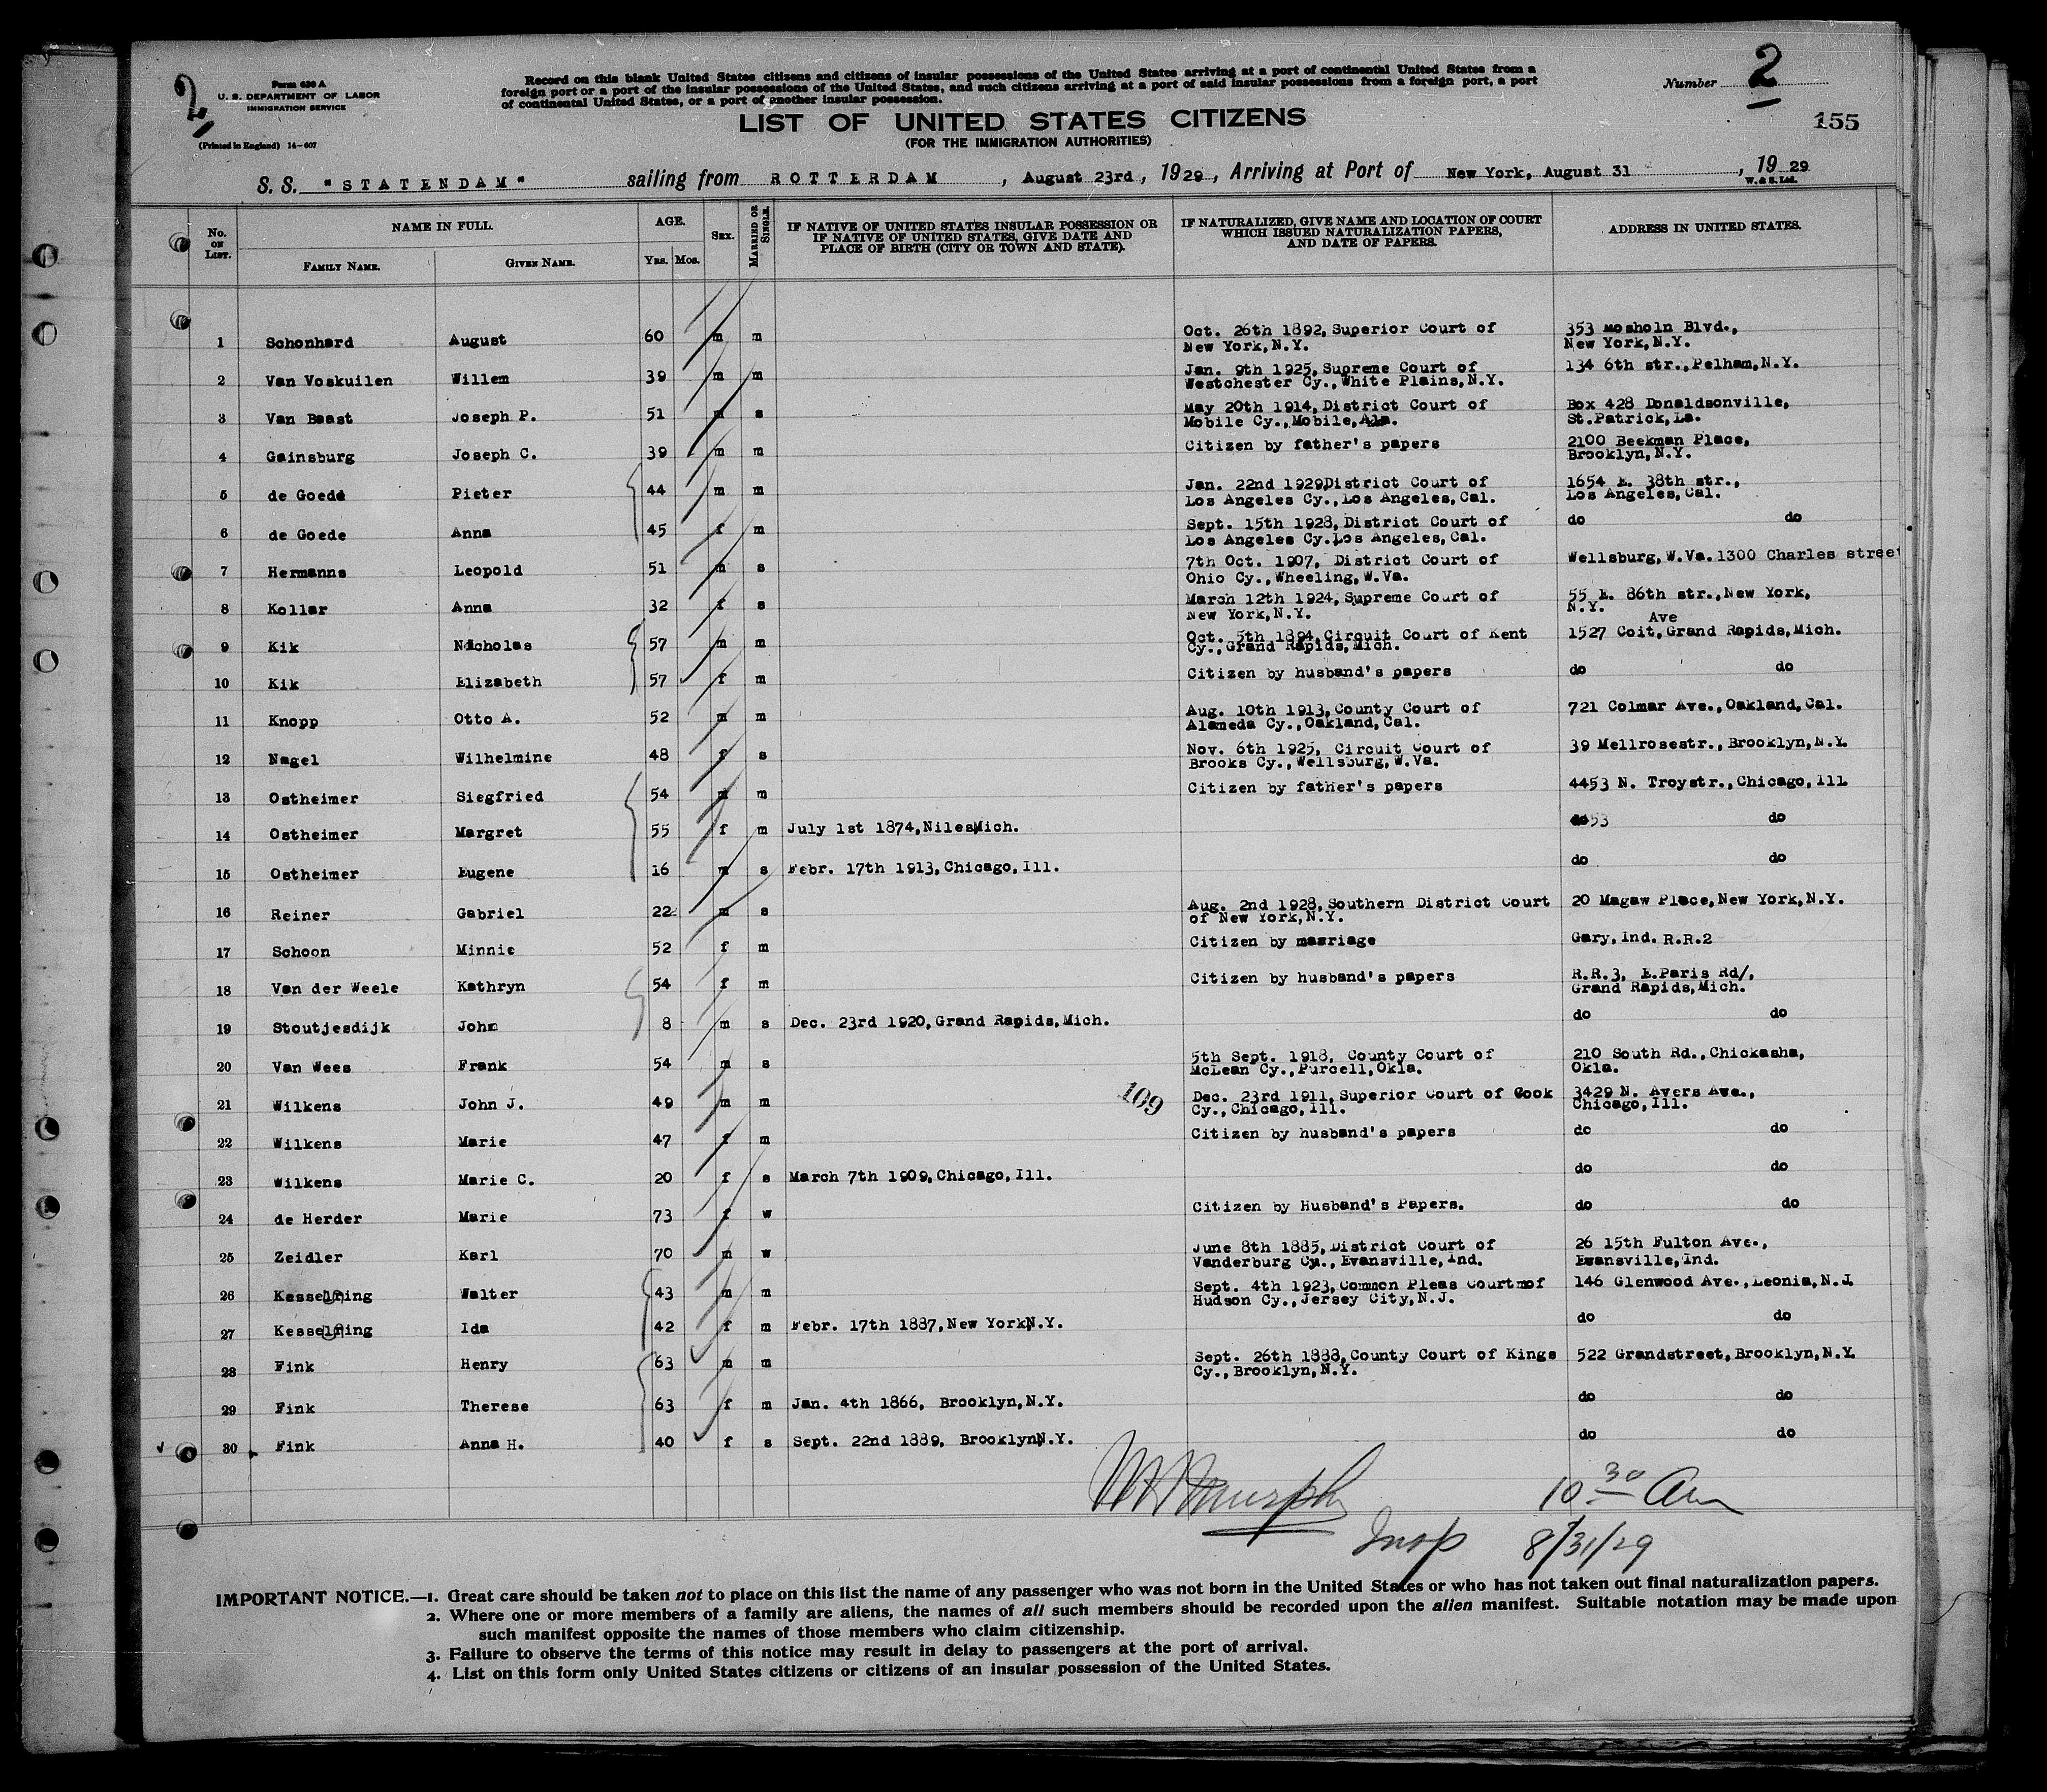 2
Form 630 A
U. S. DEPARTMENT OF LABOR
IMMIGRATION SERVICE
(Printed in England) 14-607
Record on this blank United States citizens and citizens of insular possessions of the United States arriving at a port of continental United States from a
foreign port or a port of the insular possessions of the United States, and such citizens arriving at a port of said insular possessions from a foreign port, a port
of continental United States, or a port of another insular possession.
Number 2
155
LIST OF UNITED STATES CITIZENS
(FOR THE IMMIGRATION AUTHORITIES)
S. S. "STATENDAM" sailing from ROTTERDAM, August 23rd, 1929, Arriving at Port of New York, August 31, 1929
W. & S. Ltd.
No. ON LIST. NAME IN FULL. AGE. SEX. MARRIED OR SINGLE. IF NATIVE OF UNITED STATES INSULAR POSSESSION OR IF NATIVE OF UNITED STATES, GIVE DATE AND PLACE OF BIRTH (CITY OR TOWN AND STATE). IF NATURALIZED, GIVE NAME AND LOCATION OF COURT WHICH ISSUED NATURALIZATION PAPERS, AND DATE OF PAPERS. ADDRESS IN UNITED STATES.
FAMILY NAME. GIVEN NAME. YRS. MOS.
1 Schonhard August 60 m m Oct. 26th 1892, Superior Court of New York, N.Y. 353 Mosholn Blvd., New York, N.Y.
2 Van Voskuilen Willem 39 m m Jan. 9th 1925, Supreme Court of Westchester Cy., White Plains, N.Y. 134 6th str., Pelham, N.Y.
3 Van Baast Joseph P. 51 m s May 20th 1914, District Court of Mobile Cy., Mobile, Ala. Box 428 Donaldsonville, St.Patrick, La.
4 Gainsburg Joseph C. 39 m m Citizen by father's papers 2100 Beekman Place, Brooklyn, N.Y.
5 de Goede Pieter 44 m m Jan. 22nd 1929, District Court of Los Angeles Cy., Los Angeles, Cal. 1654 E. 38th str., Los Angeles, Cal.
6 de Goede Anna 45 f m Sept. 15th 1928, District Court of Los Angeles Cy. Los Angeles, Cal. do do
7 Hermanns Leopold 51 m s 7th Oct. 1907, District Court of Ohio Cy., Wheeling, W.Va. Wellsburg, W.Va. 1300 Charles street
8 Kollar Anna 32 f s March 12th 1924, Supreme Court of New York, N.Y. 55 E. 86th str., New York, N.Y.
9 Kik Nicholas 57 m m Oct. 5th 1894, Circuit Court of Kent Cy., Grand Rapids, Mich. 1527 Coit, Ave Grand Rapids, Mich.
10 Kik Elizabeth 57 f m Citizen by husband's papers do do
11 Knopp Otto A. 52 m m Aug. 10th 1913, County Court of Alameda Cy., Oakland, Cal. 721 Colmar Ave., Oakland, Cal.
12 Nagel Wilhelmine 48 f s Nov. 6th 1925, Circuit Court of Brooks Cy., Wellsburg, W.Va. 39 Mellrosestr., Brooklyn, N.Y.
13 Ostheimer Siegfried 54 m m Citizen by father's papers 4453 N. Troystr., Chicago, Ill
14 Ostheimer Margret 55 f m July 1st 1874, Niles, Mich. do do
15 Ostheimer Eugene 16 m s Febr. 17th 1913, Chicago, Ill. do do
16 Reiner Gabriel 22 m s Aug. 2nd 1928, Southern District Court of New York, N.Y. 20 Magaw Place, New York, N.Y.
17 Schoon Minnie 52 f m Citizen by marriage Gary, Ind. R.R.2
18 Van der Weele Kathryn 54 f m Citizen by husband's papers R.R.3, E.Paris Rd/, Grand Rapids, Mich.
19 Stoutjesdijk John 8 m s Dec. 23rd 1920, Grand Rapids, Mich. do do
20 Van Wees Frank 54 m s 5th Sept. 1918, County Court of McLean Cy., Purcell, Okla. 210 South Rd., Chickasha, Okla.
109
21 Wilkens John J. 49 m m Dec. 23rd 1911, Superior Court of Cook Cy., Chicago, Ill. 3429 N. Avers Ave., Chicago, Ill.
22 Wilkens Marie 47 f m Citizen by husband's papers do do
23 Wilkens Marie C. 20 f s March 7th 1909, Chicago, Ill. do do
24 de Herder Marie 73 f w Citizen by Husband's Papers. do do
25 Zeidler Karl 70 m w June 8th 1885, District Court of Vanderburg Cy., Evansville, Ind. 26 15th Fulton Ave., Evansville, Ind.
26 Kesselring Walter 43 m m Sept. 4th 1923, Common Pleas Court of Hudson Cy., Jersey City, N.J. 146 Glenwood Ave., Leonia, N.J.
27 Kesselring Ida 42 f m Febr. 17th 1887, New York, N.Y. do do
28 Fink Henry 63 m m Sept. 26th 1888, County Court of Kings Cy., Brooklyn, N.Y. 522 Grandstreet, Brooklyn, N.Y.
29 Fink Therese 63 f m Jan. 4th 1866, Brooklyn, N.Y. do do
30 Fink Anna H. 40 f s Sept. 22nd 1889, Brooklyn, N.Y. do do
Murphy 10 30 Am
Insp 8/31/29
IMPORTANT NOTICE.—1. Great care should be taken not to place on this list the name of any passenger who was not born in the United States or who has not taken out final naturalization papers.
2. Where one or more members of a family are aliens, the names of all such members should be recorded upon the alien manifest. Suitable notation may be made upon
such manifest opposite the names of those members who claim citizenship.
3. Failure to observe the terms of this notice may result in delay to passengers at the port of arrival.
4. List on this form only United States citizens or citizens of an insular possession of the United States.